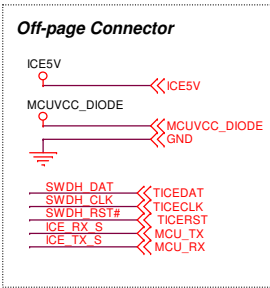 Off-page Connector
ICE5V
ICE5V
MCUVCC_DIODE
MCUVCC_DIODE
GND
SWDH_DAT TICEDAT
SWDH_CLK TICECLK
SWDH_RST# TICERST
ICE_RX_S MCU_TX
ICE_TX_S MCU_RX